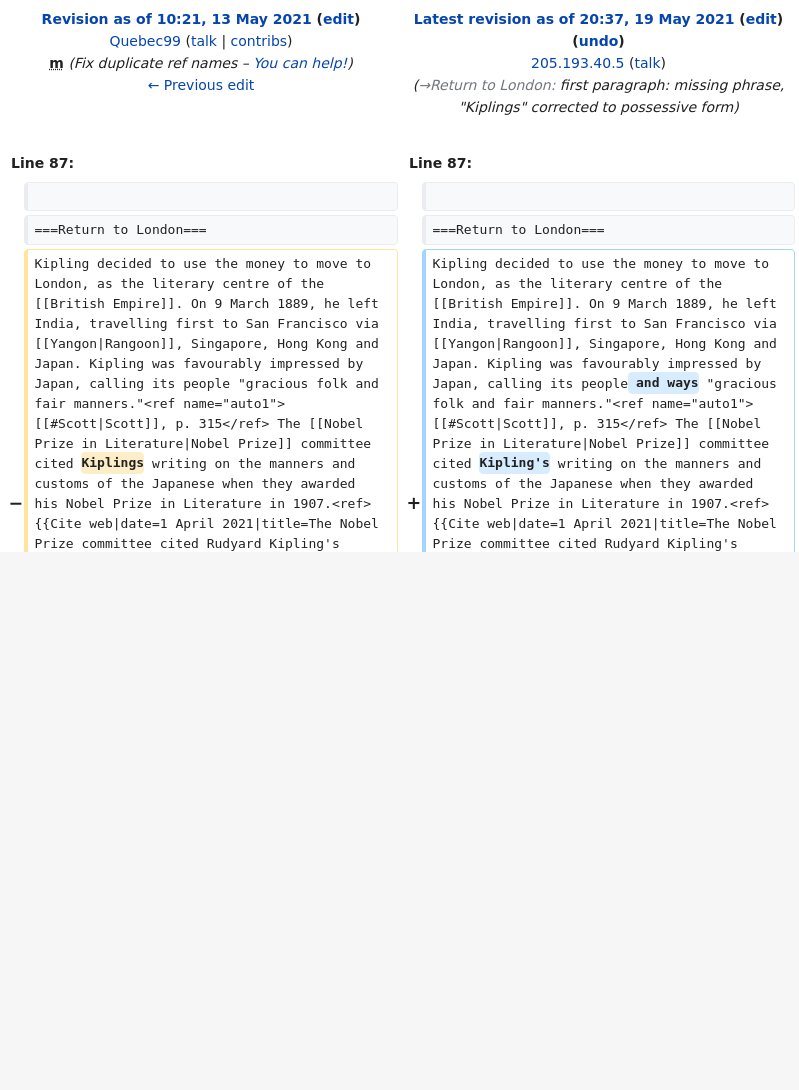 Revision as of 10:21, 13 May 2021 (edit)
Quebec99 (talk | contribs)
m (Fix duplicate ref names – You can help!)
← Previous edit
Latest revision as of 20:37, 19 May 2021 (edit)
(undo)
205.193.40.5 (talk)
(→Return to London: first paragraph: missing phrase,
"Kiplings" corrected to possessive form)
Line 87:
===Return to London===
−
Kipling decided to use the money to move to
London, as the literary centre of the
[[British Empire]]. On 9 March 1889, he left
India, travelling first to San Francisco via
[[Yangon|Rangoon]], Singapore, Hong Kong and
Japan. Kipling was favourably impressed by
Japan, calling its people "gracious folk and
fair manners."<ref name="auto1">
[[#Scott|Scott]], p. 315</ref> The [[Nobel
Prize in Literature|Nobel Prize]] committee
cited Kiplings writing on the manners and
customs of the Japanese when they awarded
his Nobel Prize in Literature in 1907.<ref>
{{Cite web|date=1 April 2021|title=The Nobel
Prize committee cited Rudyard Kipling's
Line 87:
===Return to London===
+
Kipling decided to use the money to move to
London, as the literary centre of the
[[British Empire]]. On 9 March 1889, he left
India, travelling first to San Francisco via
[[Yangon|Rangoon]], Singapore, Hong Kong and
Japan. Kipling was favourably impressed by
Japan, calling its people and ways "gracious
folk and fair manners."<ref name="auto1">
[[#Scott|Scott]], p. 315</ref> The [[Nobel
Prize in Literature|Nobel Prize]] committee
cited Kipling's writing on the manners and
customs of the Japanese when they awarded
his Nobel Prize in Literature in 1907.<ref>
{{Cite web|date=1 April 2021|title=The Nobel
Prize committee cited Rudyard Kipling's